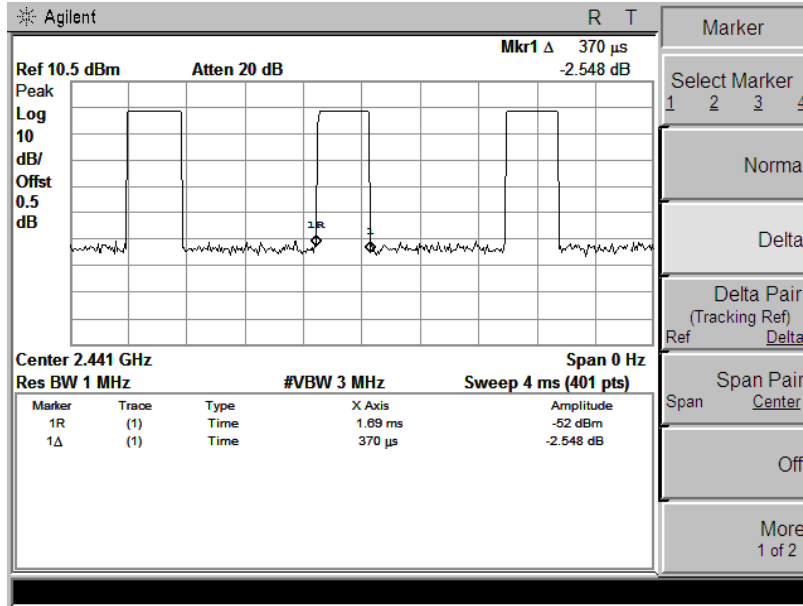 Agilent R T
Mkr1 Δ 370 μs
Ref 10.5 dBm Atten 20 dB -2.548 dB
Peak
Log
10
dB/
Offst
0.5
dB
1R
1
Center 2.441 GHz Span 0 Hz
Res BW 1 MHz #VBW 3 MHz Sweep 4 ms (401 pts)
Marker Trace Type X Axis Amplitude
1R (1) Time 1.69 ms -52 dBm
1Δ (1) Time 370 μs -2.548 dB
Marker
Select Marker
1 2 3 4
Norma
Delta
Delta Pair
(Tracking Ref)
Ref Delta
Span Pair
Span Center
Off
More
1 of 2